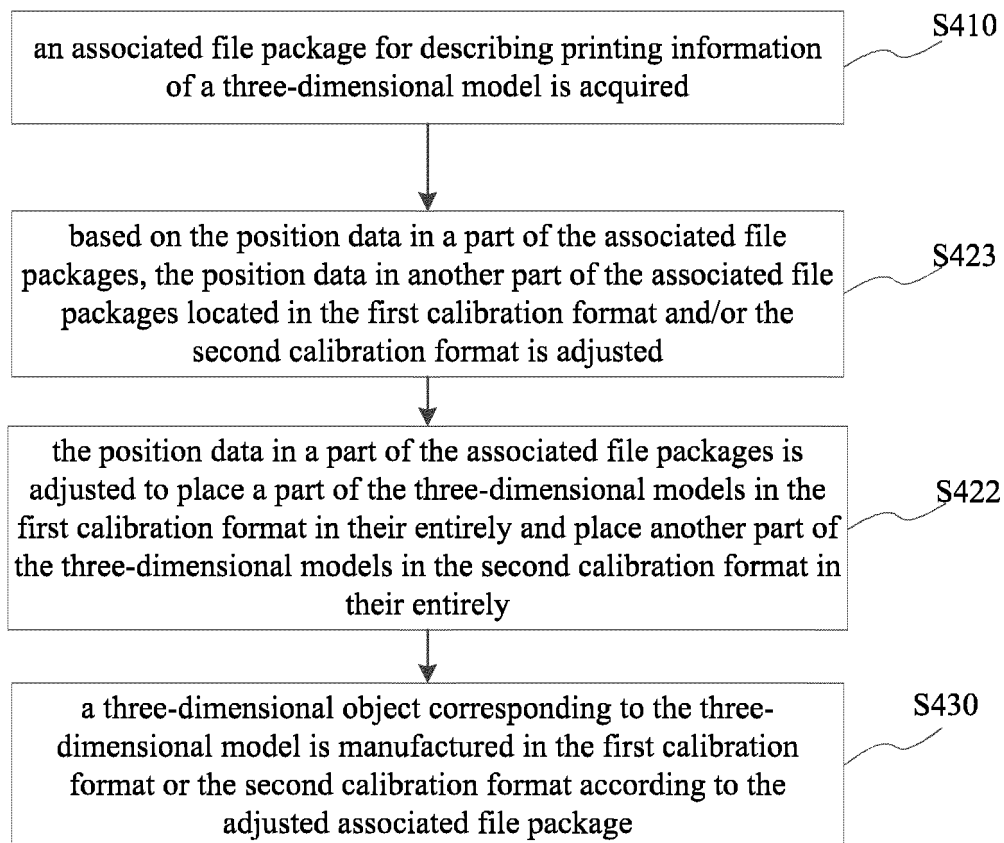 an associated file package for describing printing information
of a three-dimensional model is acquired
S410
based on the position data in a part of the associated file
packages, the position data in another part of the associated file
packages located in the first calibration format and/or the
second calibration format is adjusted
S423
the position data in a part of the associated file packages is
adjusted to place a part of the three-dimensional models in the
first calibration format in their entirely and place another part of
the three-dimensional models in the second calibration format in
their entirely
S422
a three-dimensional object corresponding to the three-
dimensional model is manufactured in the first calibration
format or the second calibration format according to the
adjusted associated file package
S430